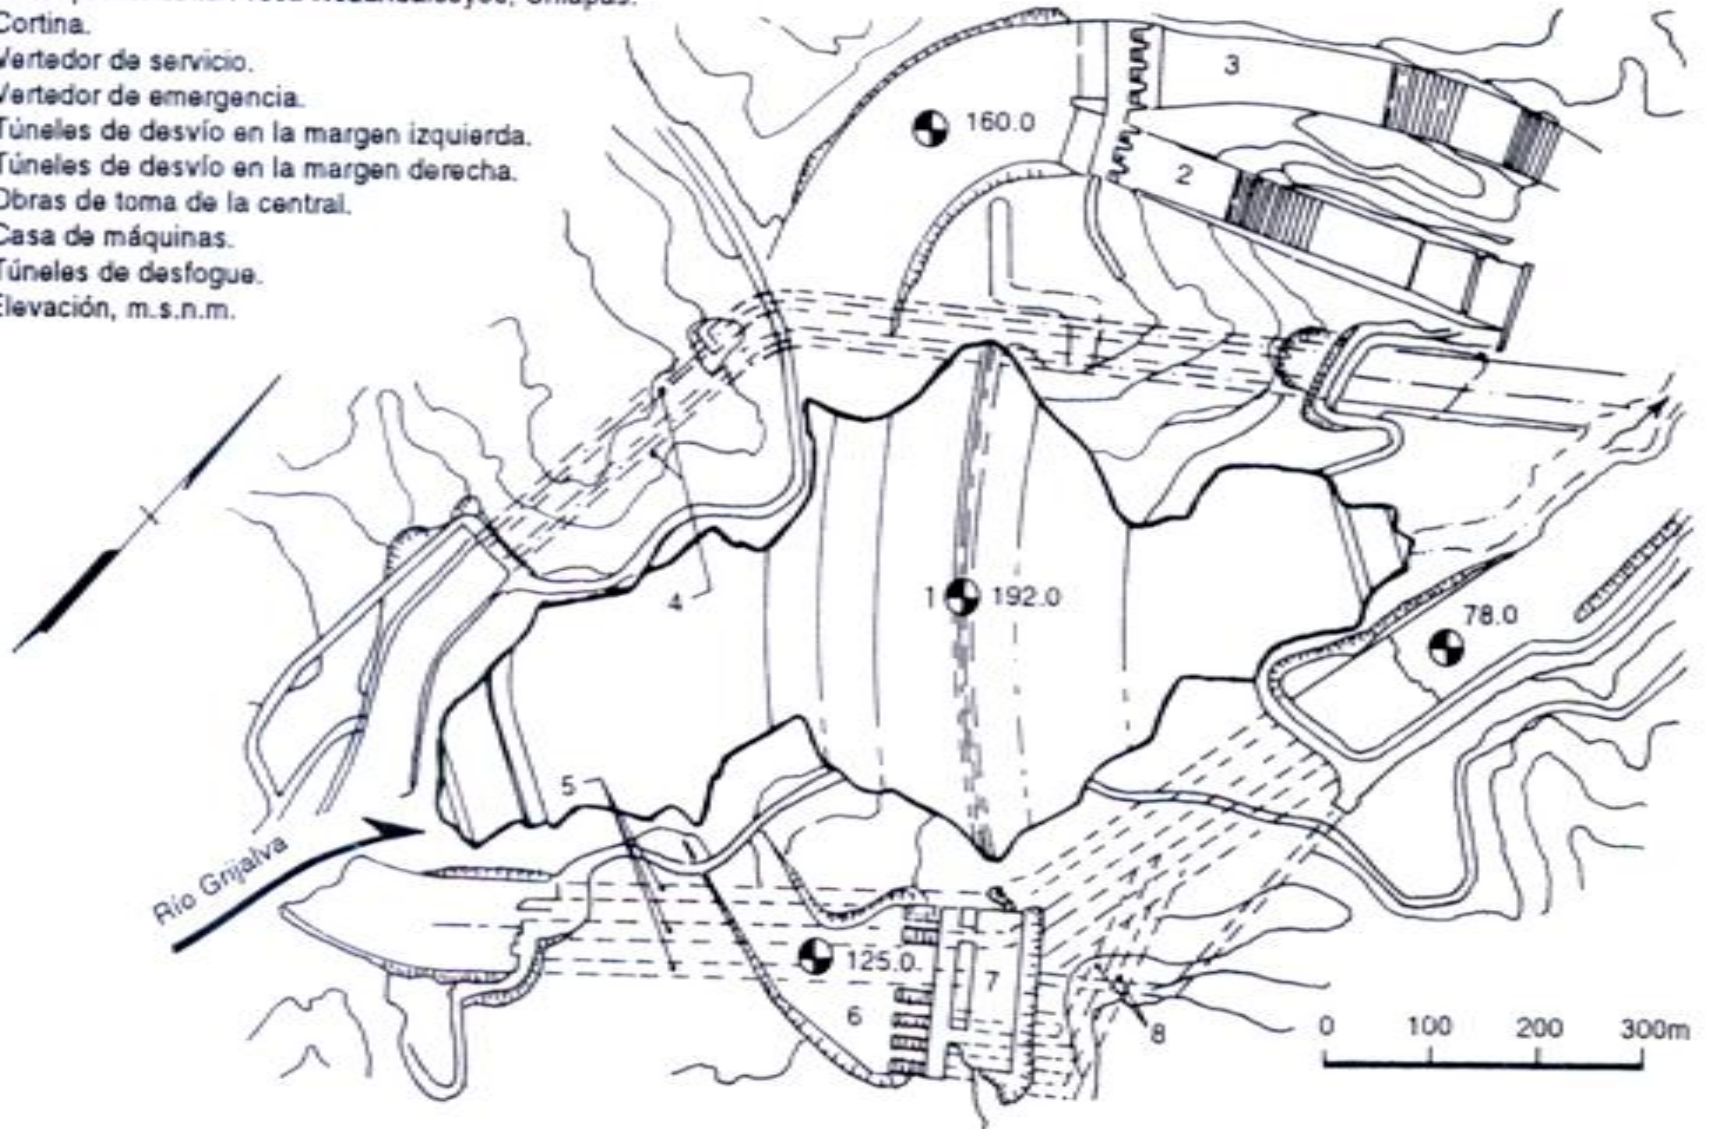 Cortina.
Vertedor de servicio.
Vertedor de emergencia.
Túneles de desvío en la margen izquierda.
Túneles de desvío en la margen derecha.
Obras de toma de la central.
Casa de máquinas.
Túneles de desfogue.
Elevación, m.s.n.m.
3
160.0
2
4
1 192.0
78.0
5
Río Grijalva
125.0
6
7
8
0 100 200 300m